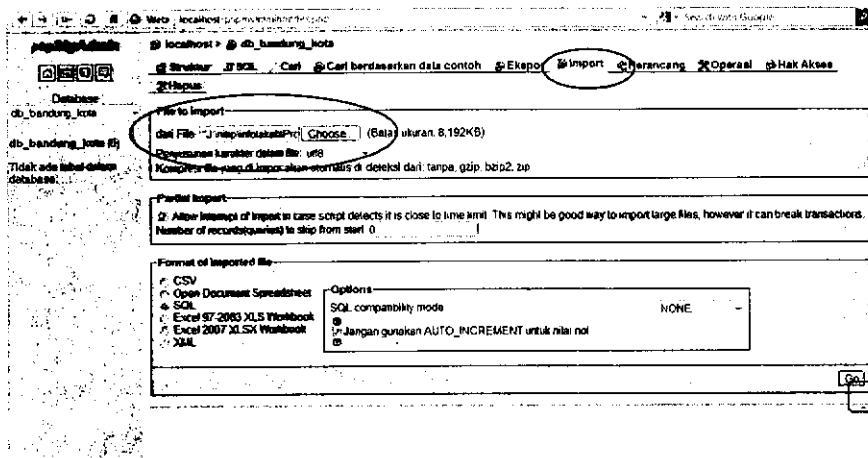 Web localhost
phpMyAdmin
localhost > db_bandung_kota
Struktur SQL Cari Cari berdasarkan data contoh Ekspor Import Perancang Operasi Hak Akses
Hapus
Database
db_bandung_kota
db_bandung_kota (0)
Tidak ada tabel dalam database.
File to import
dari File Choose... (Batas ukuran. 8,192KB)
Penyusunan karakter dalam file: utf8
Kompresi file yang di impor akan otomatis di deteksi dari: tanpa, gzip, bzip2, zip
Partial import
Allow interrupt of import in case script detects it is close to time limit. This might be good way to import large files, however it can break transactions.
Number of records(queries) to skip from start 0
Format of imported file
CSV
Open Document Spreadsheet
SQL
Excel 97-2003 XLS Workbook
Excel 2007 XLSX Workbook
XML
Options
SQL compatibility mode NONE
Jangan gunakan AUTO_INCREMENT untuk nilai nol
Go